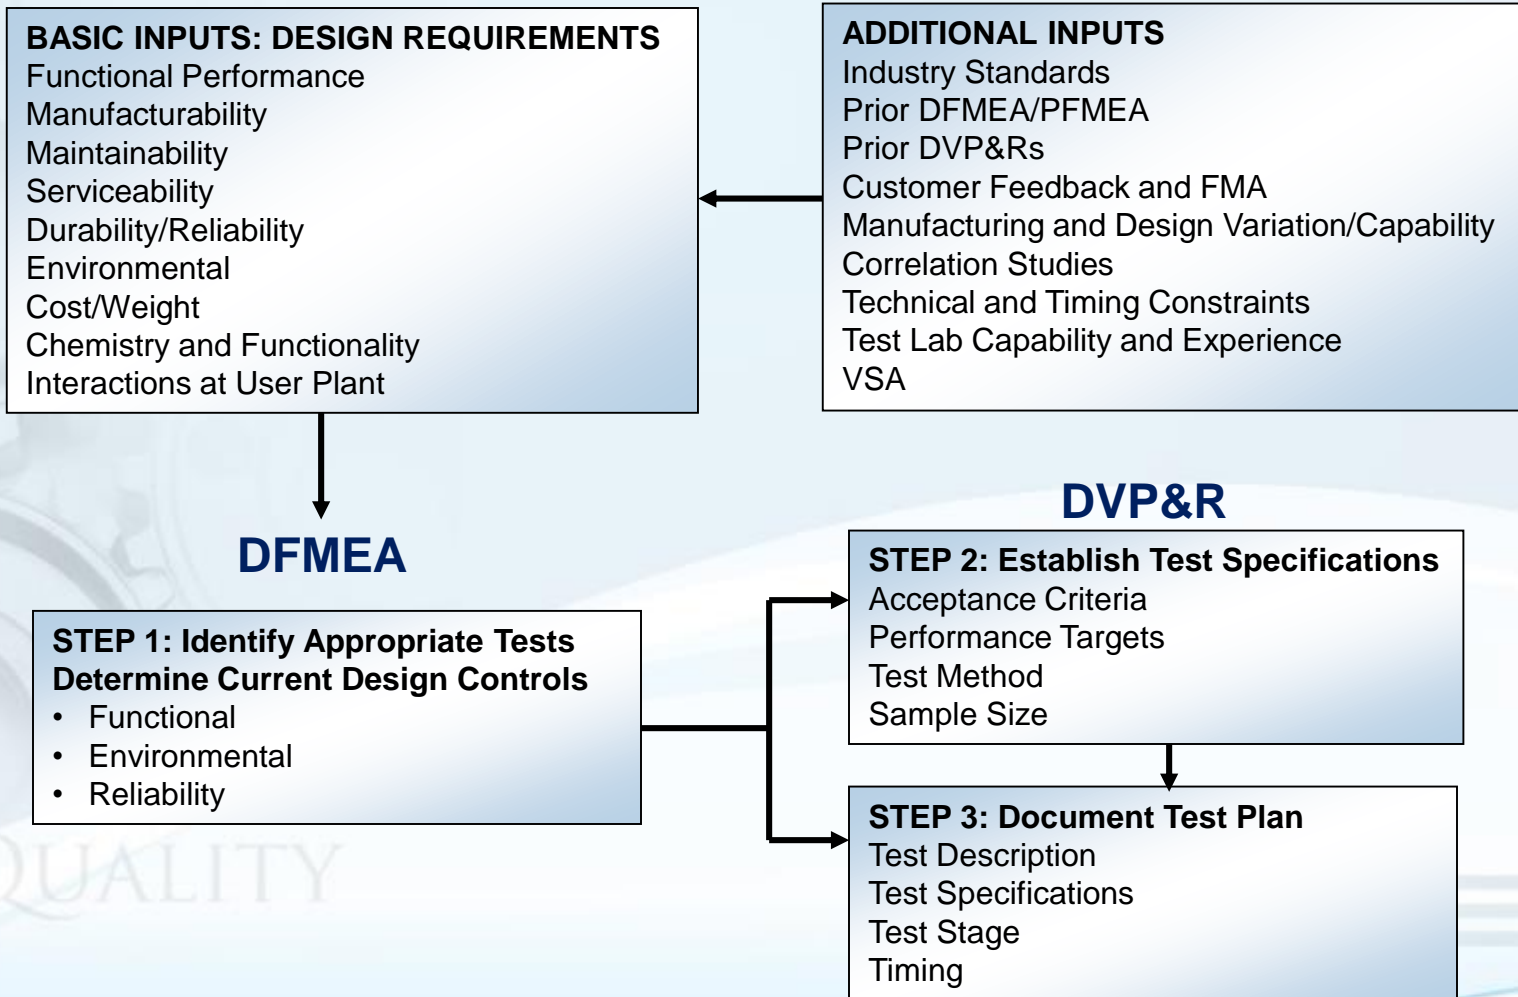 BASIC INPUTS: DESIGN REQUIREMENTS
Functional Performance
Manufacturability
Maintainability
Serviceability
Durability/Reliability
Environmental
Cost/Weight
Chemistry and Functionality
Interactions at User Plant
ADDITIONAL INPUTS
Industry Standards
Prior DFMEA/PFMEA
Prior DVP&Rs
Customer Feedback and FMA
Manufacturing and Design Variation/Capability
Correlation Studies
Technical and Timing Constraints
Test Lab Capability and Experience
VSA
DFMEA
STEP 1: Identify Appropriate Tests
Determine Current Design Controls
• Functional
• Environmental
• Reliability
DVP&R
STEP 2: Establish Test Specifications
Acceptance Criteria
Performance Targets
Test Method
Sample Size
STEP 3: Document Test Plan
Test Description
Test Specifications
Test Stage
Timing
QUALITY